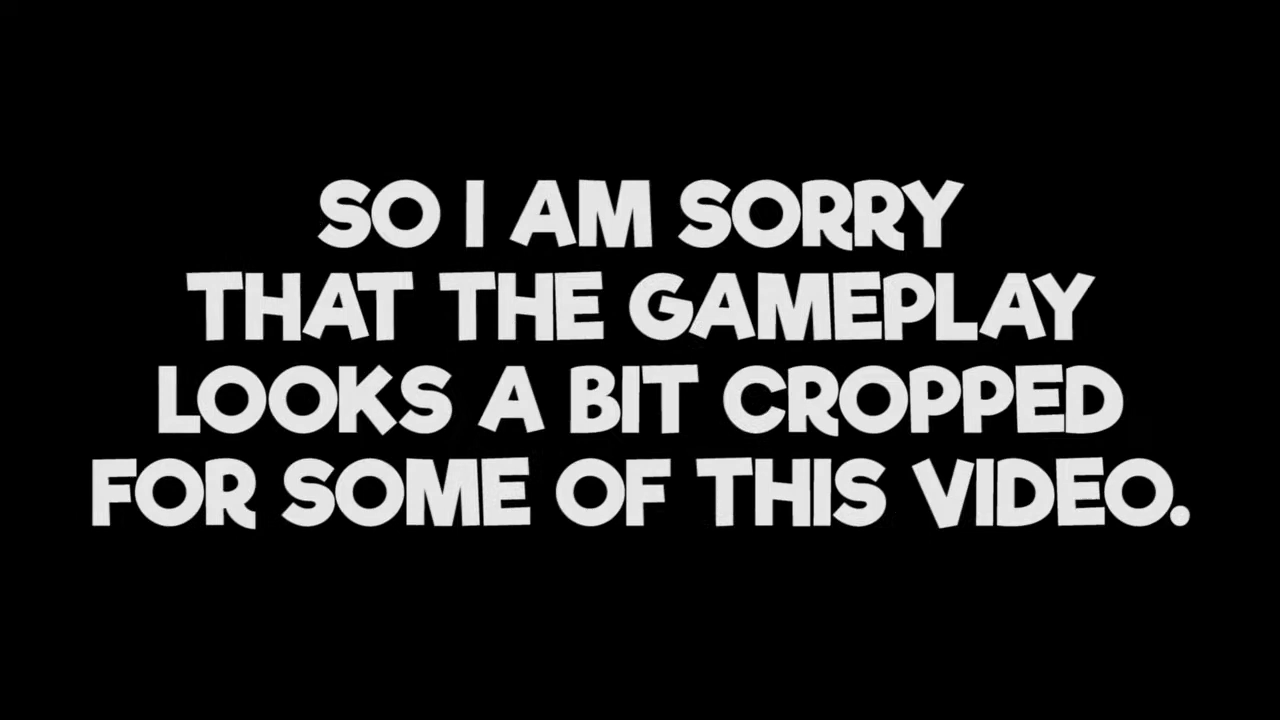 SO I AM SORRY
THAT THE GAMEPLAY
LOOKS A BIT CROPPED
FOR SOME OF THIS VIDEO.